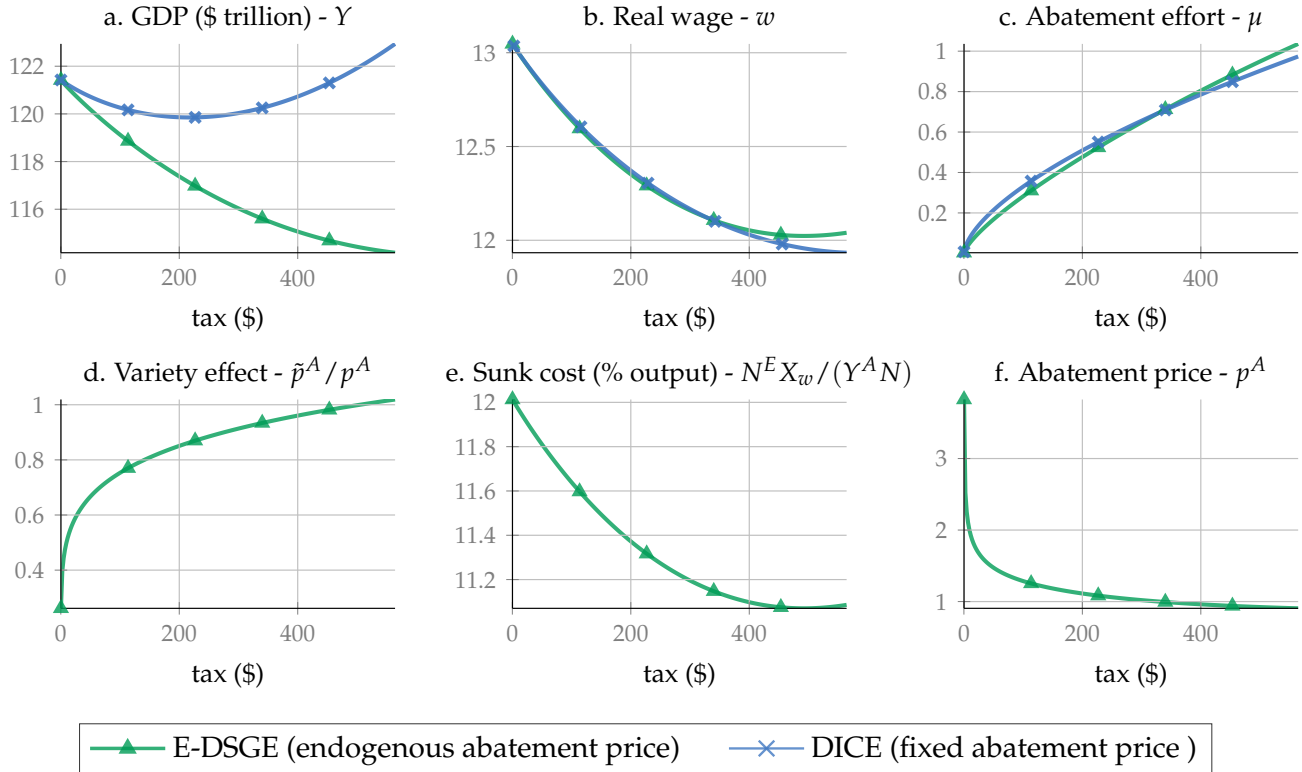 a. GDP ($ trillion) - Y
122
120
118
116
0 200 400
tax ($)
b. Real wage - w
13
12.5
12
0 200 400
tax ($)
c. Abatement effort - μ
1
0.8
0.6
0.4
0.2
0 200 400
tax ($)
d. Variety effect - p̃^A/p^A
1
0.8
0.6
0.4
0 200 400
tax ($)
e. Sunk cost (% output) - N^E X_w/(Y^A N)
12
11.8
11.6
11.4
11.2
0 200 400
tax ($)
f. Abatement price - p^A
3
2
1
0 200 400
tax ($)
E-DSGE (endogenous abatement price)
DICE (fixed abatement price )